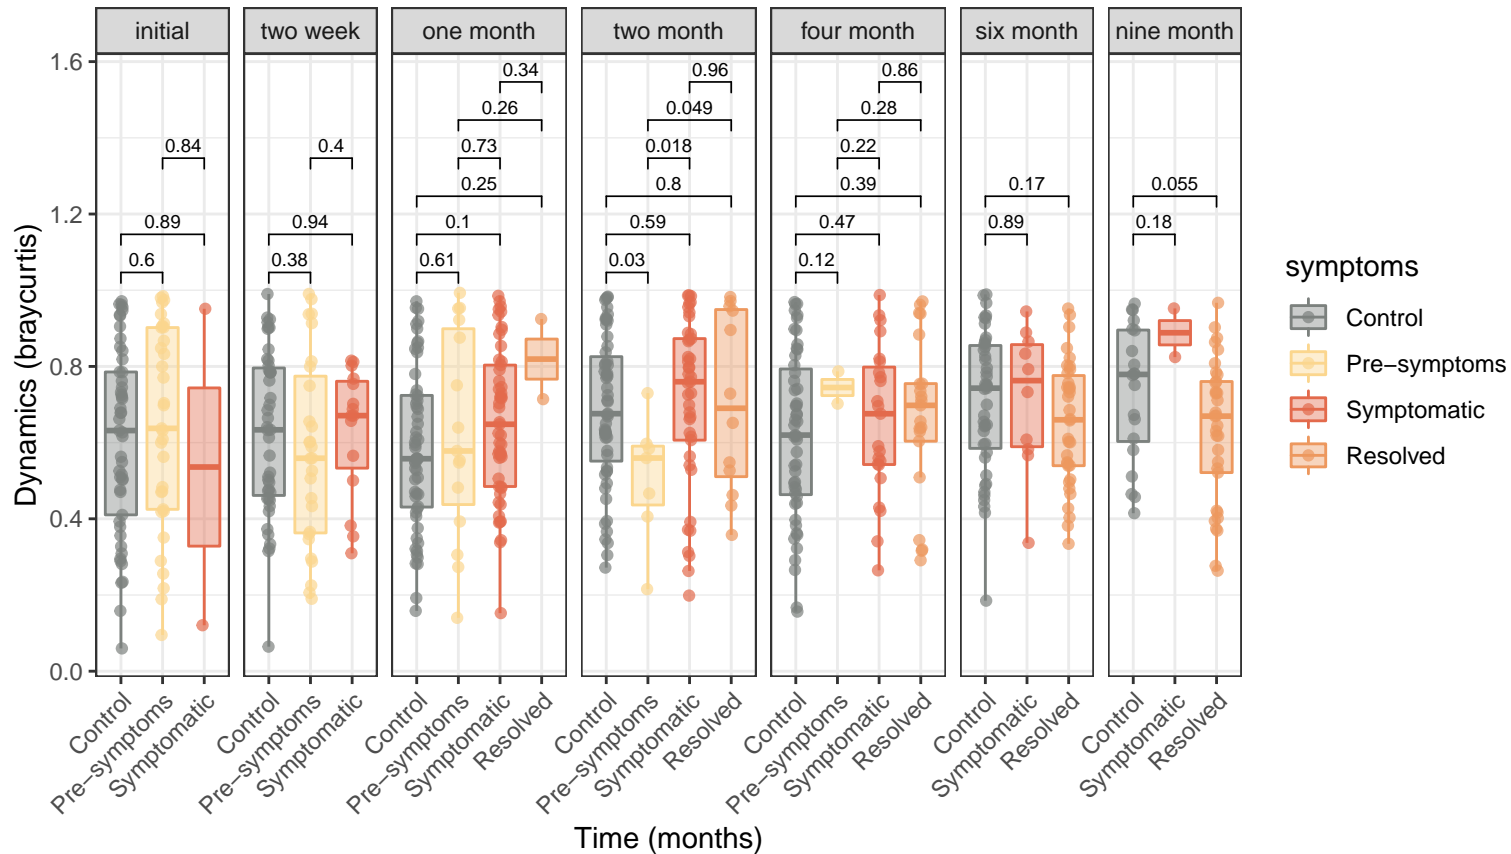 initial
two week
one month
two month
four month
six month
nine month
1.6
1.2
0.8
0.4
0.0
Dynamics (braycurtis)
0.84
0.89
0.6
0.4
0.94
0.38
0.34
0.26
0.73
0.25
0.1
0.61
0.96
0.049
0.018
0.8
0.59
0.03
0.86
0.28
0.22
0.39
0.47
0.12
0.17
0.89
0.055
0.18
Control
Pre−symptoms
Symptomatic
Control
Pre−symptoms
Symptomatic
Control
Pre−symptoms
Symptomatic
Resolved
Control
Pre−symptoms
Symptomatic
Resolved
Control
Pre−symptoms
Symptomatic
Resolved
Control
Symptomatic
Resolved
Control
Symptomatic
Resolved
Time (months)
symptoms
Control
Pre−symptoms
Symptomatic
Resolved